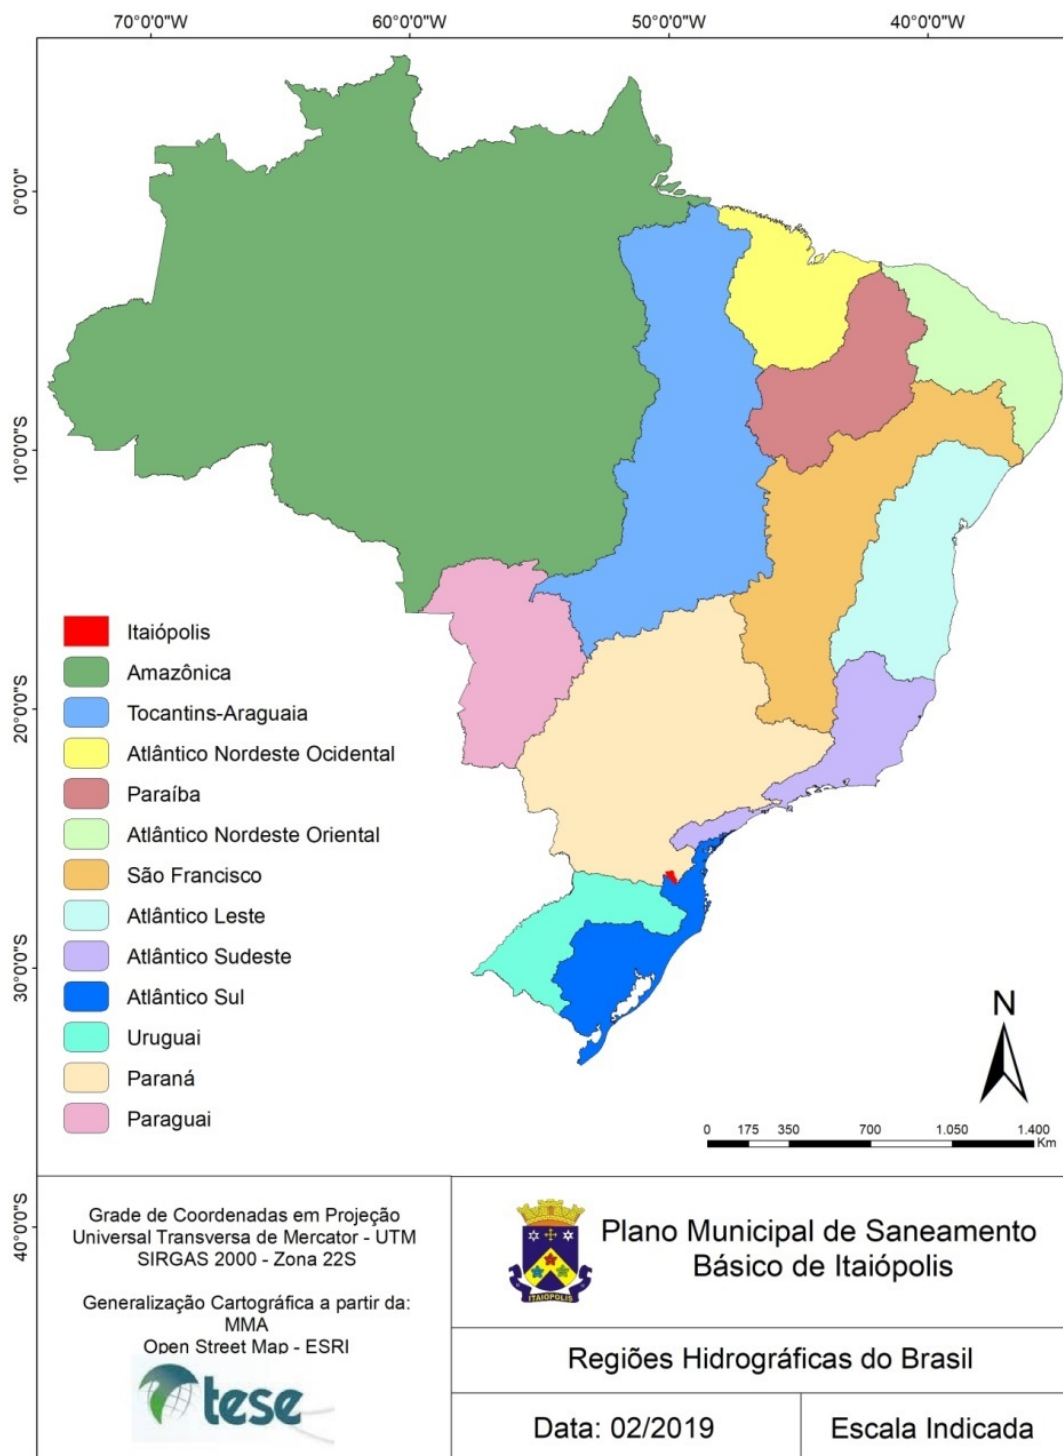 70°0'0"W
60°0'0"W
50°0'0"W
40°0'0"W
0°0'0"
10°0'0"S
20°0'0"S
30°0'0"S
40°0'0"S
Itaiópolis
Amazônica
Tocantins-Araguaia
Atlântico Nordeste Ocidental
Paraíba
Atlântico Nordeste Oriental
São Francisco
Atlântico Leste
Atlântico Sudeste
Atlântico Sul
Uruguai
Paraná
Paraguai
N
0 175 350 700 1.050 1.400
Km
Grade de Coordenadas em Projeção
Universal Transversa de Mercator - UTM
SIRGAS 2000 - Zona 22S
Generalização Cartográfica a partir da:
MMA
Open Street Map - ESRI
tese
ITAIÓPOLIS
Plano Municipal de Saneamento
Básico de Itaiópolis
Regiões Hidrográficas do Brasil
Data: 02/2019
Escala Indicada